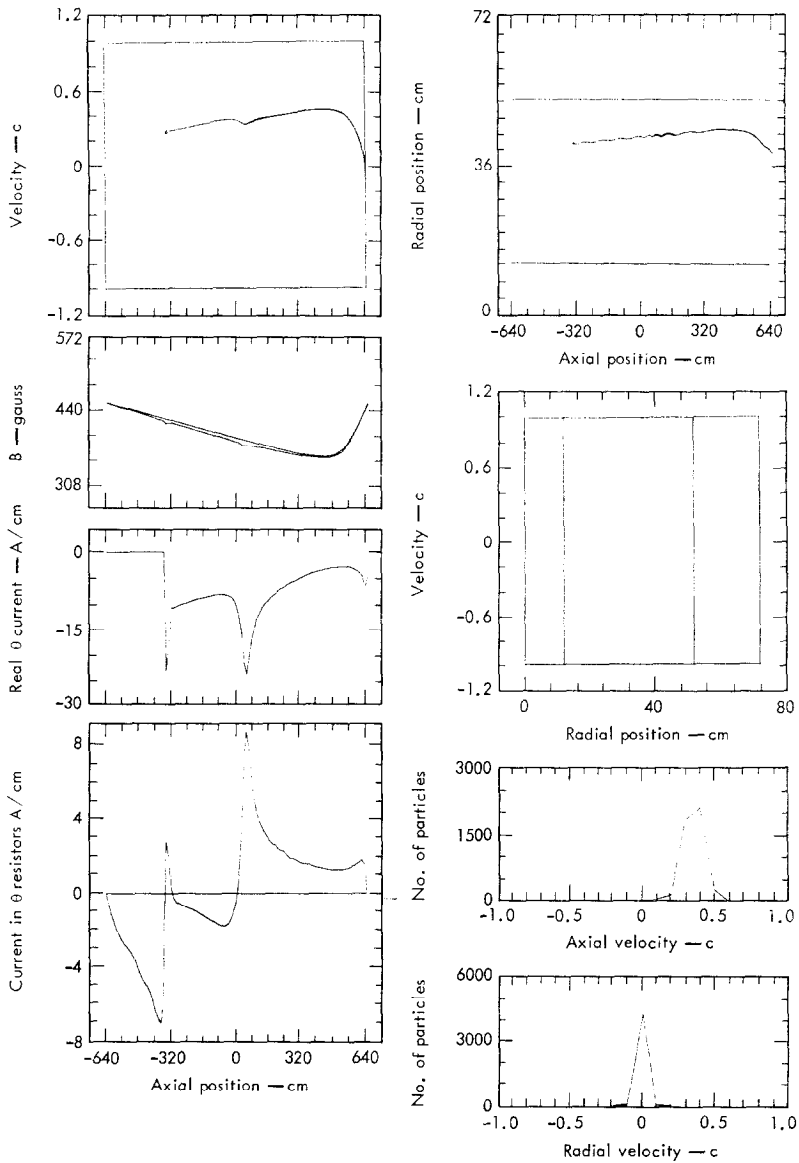 1.2
0.6
0
-0.6
-1.2
Velocity — c
572
440
308
B — gauss
0
-15
-30
Real θ current — A/cm
8
4
0
-4
-8
Current in θ resistors A/cm
-640 -320 0 320 640
Axial position — cm
72
36
0
Radial position — cm
-640 -320 0 320 640
Axial position — cm
1.2
0.6
0
-0.6
-1.2
Velocity — c
0 40 80
Radial position — cm
3000
1500
0
No. of particles
-1.0 -0.5 0 0.5 1.0
Axial velocity — c
6000
3000
0
No. of particles
-1.0 -0.5 0 0.5 1.0
Radial velocity — c